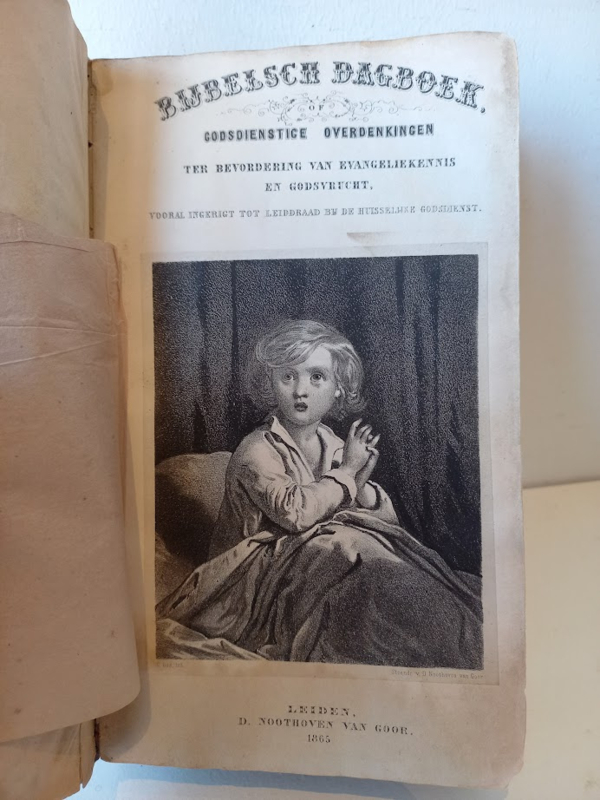 BIJBELSCH DAGBOEK,
OF
GODSDIENSTIGE OVERDENKINGEN
TER BEVORDERING VAN EVANGELIEKENNIS
EN GODSVRUCHT,
VOORAL INGERIGT TOT LEIDDRAAD BIJ DE HUISSELIJKE GODSDIENST.
LEIDEN,
D. NOOTHOVEN VAN GOOR.
1865